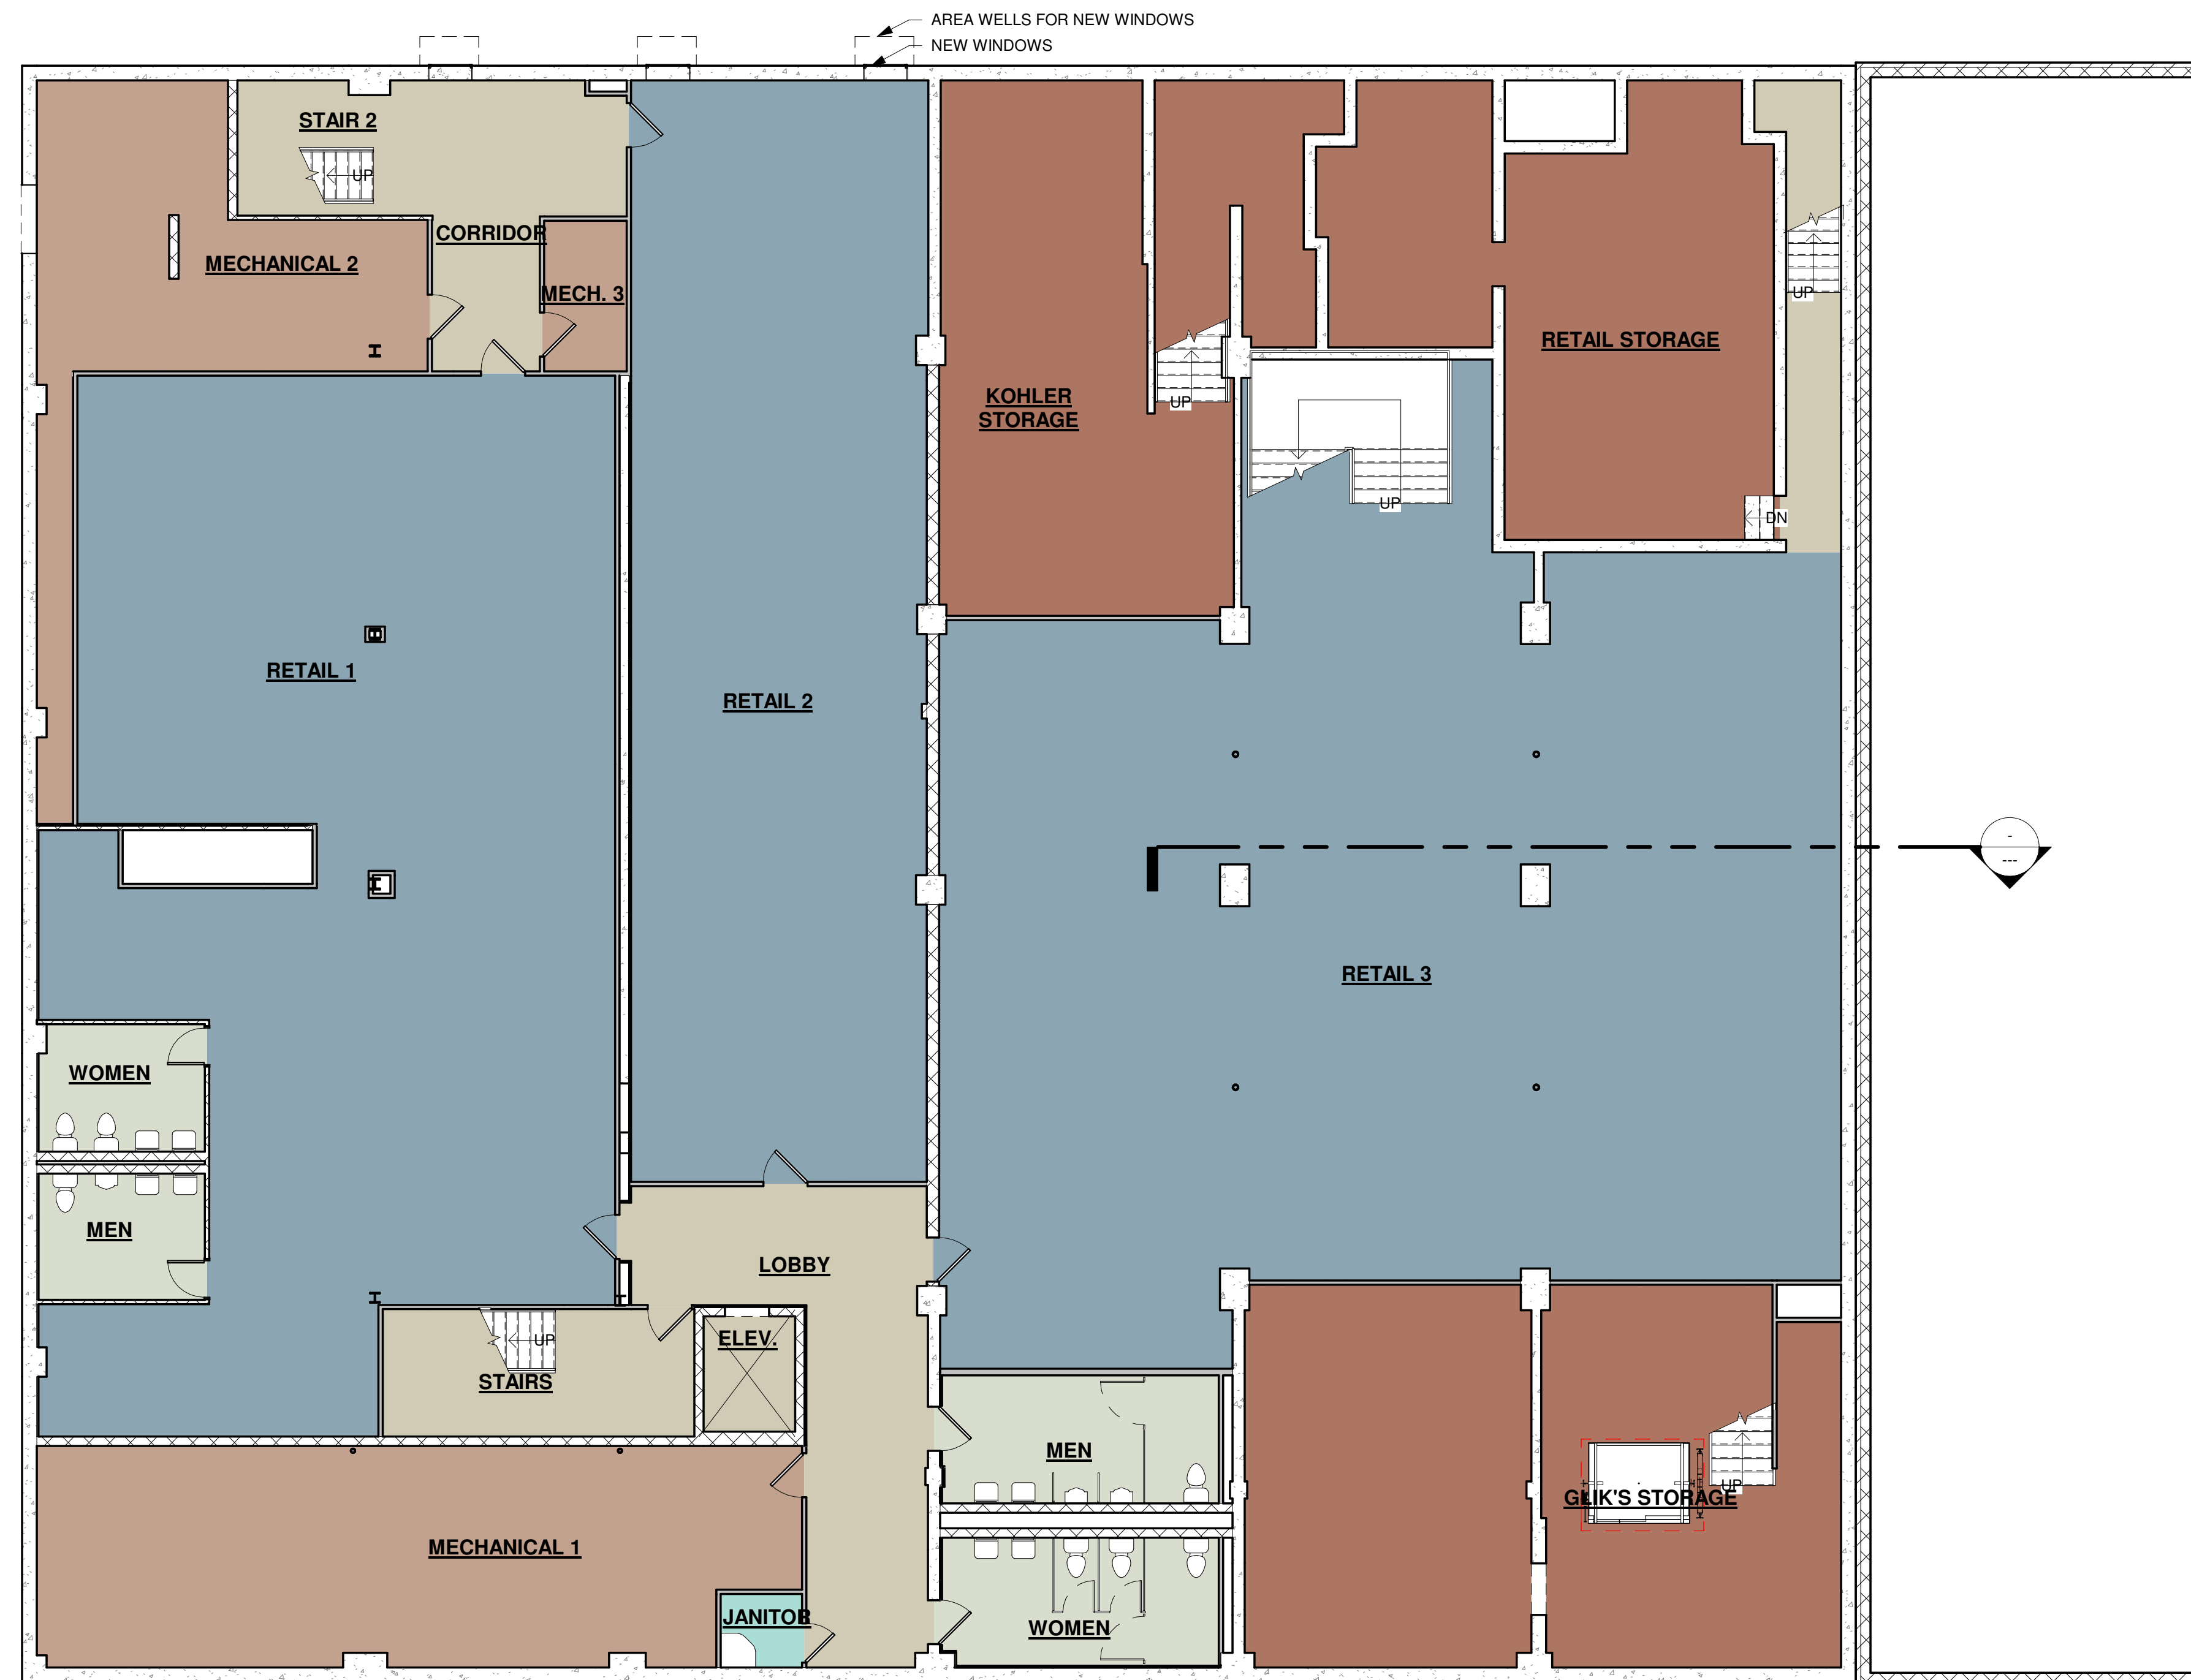 AREA WELLS FOR NEW WINDOWS
NEW WINDOWS
STAIR 2
UP
CORRIDOR
MECHANICAL 2
MECH. 3
UP
RETAIL STORAGE
KOHLER
STORAGE
UP
UP
DN
RETAIL 1
RETAIL 2
-
---
RETAIL 3
WOMEN
MEN
LOBBY
ELEV.
UP
STAIRS
MEN
UP
GLIK'S STORAGE
MECHANICAL 1
JANITOR
WOMEN